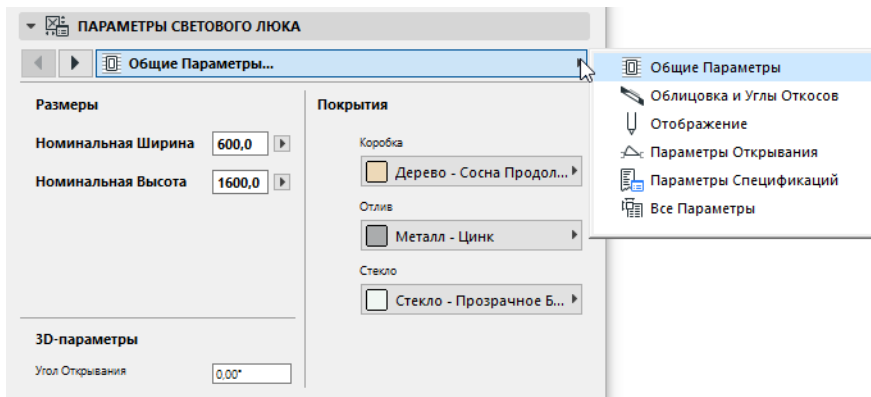 ПАРАМЕТРЫ СВЕТОВОГО ЛЮКА
Общие Параметры...
Размеры
Номинальная Ширина 600,0
Номинальная Высота 1600,0
3D-параметры
Угол Открывания 0,00°
Покрытия
Коробка
Дерево - Сосна Продол...
Отлив
Металл - Цинк
Стекло
Стекло - Прозрачное Б...
Общие Параметры
Облицовка и Углы Откосов
Отображение
Параметры Открывания
Параметры Спецификаций
Все Параметры